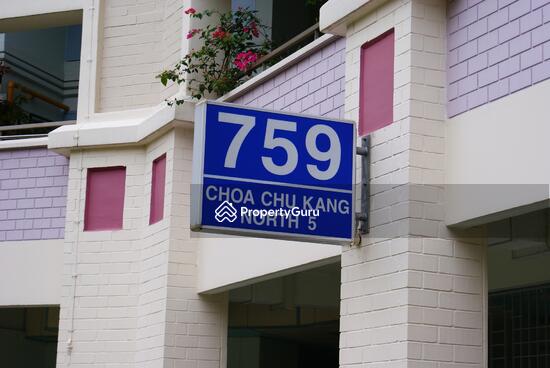 759
CHOA CHU KANG
NORTH 5
PropertyGuru